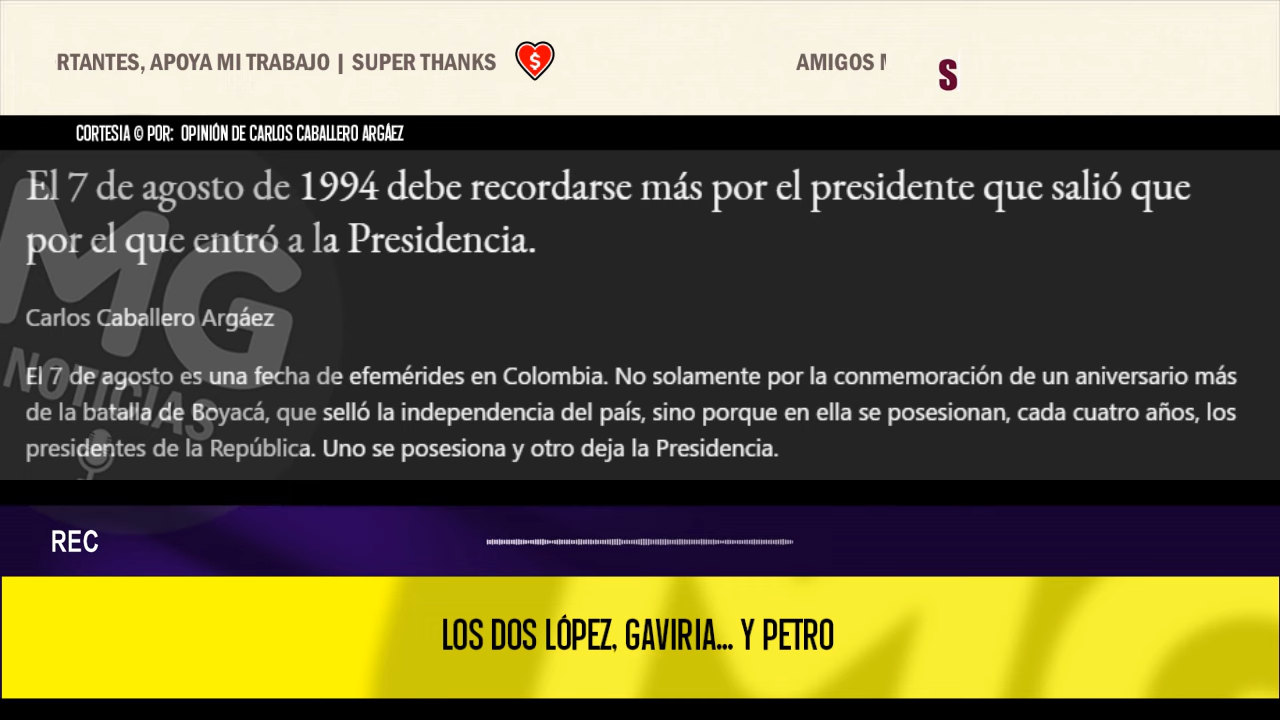 RTANTES, APOYA MI TRABAJO | SUPER THANKS $ AMIGOS S
CORTESIA © POR: OPINIÓN DE CARLOS CABALLERO ARGÁEZ
El 7 de agosto de 1994 debe recordarse más por el presidente que salió que
por el que entró a la Presidencia.
Carlos Caballero Argáez
El 7 de agosto es una fecha de efemérides en Colombia. No solamente por la conmemoración de un aniversario más
de la batalla de Boyacá, que selló la independencia del país, sino porque en ella se posesionan, cada cuatro años, los
presidentes de la República. Uno se posesiona y otro deja la Presidencia.
MG
NOTICIAS
REC
LOS DOS LÓPEZ, GAVIRIA... Y PETRO